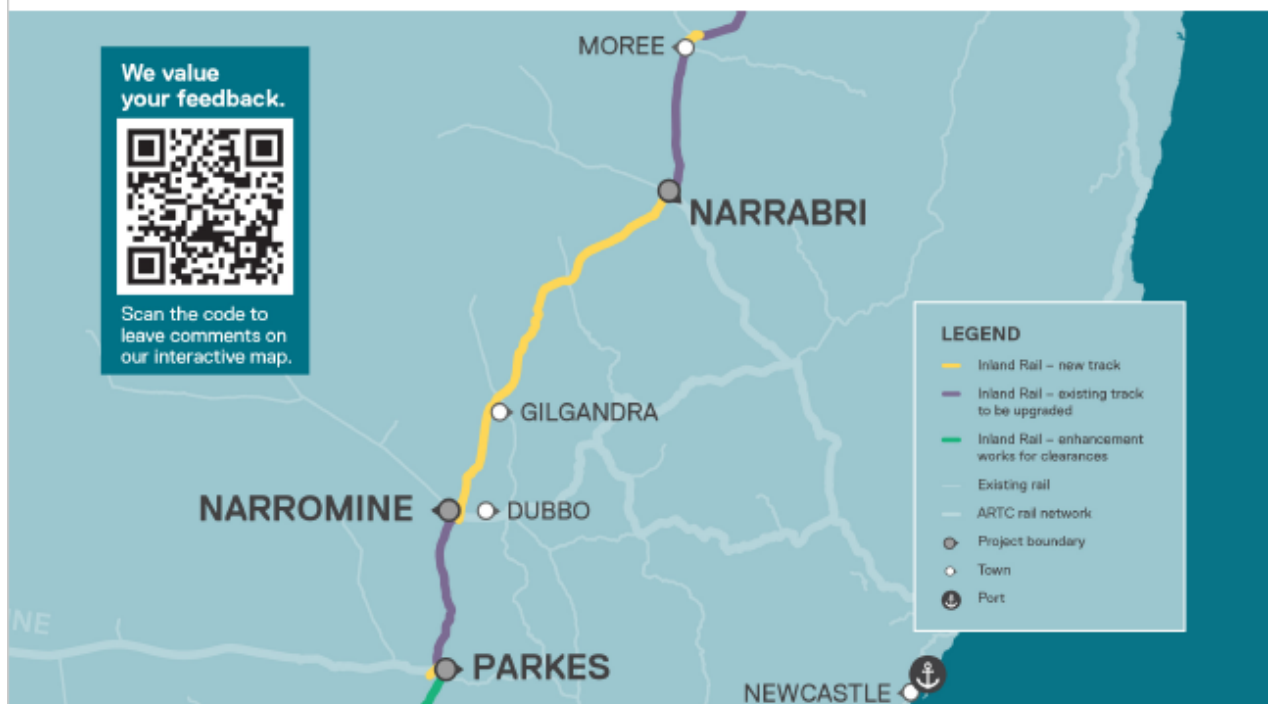 We value
your feedback.
Scan the code to
leave comments on
our interactive map.
MOREE
NARRABRI
GILGANDRA
NARROMINE
DUBBO
PARKES
NEWCASTLE
NE
LEGEND
Inland Rail – new track
Inland Rail – existing track
to be upgraded
Inland Rail – enhancement
works for clearances
Existing rail
ARTC rail network
Project boundary
Town
Port